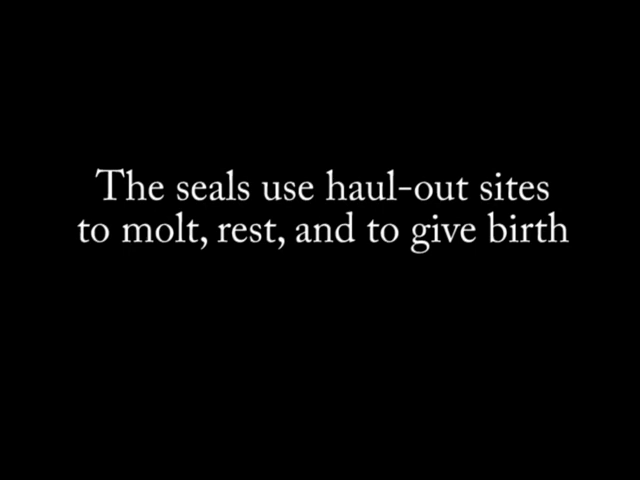 The seals use haul-out sites
to molt, rest, and to give birth